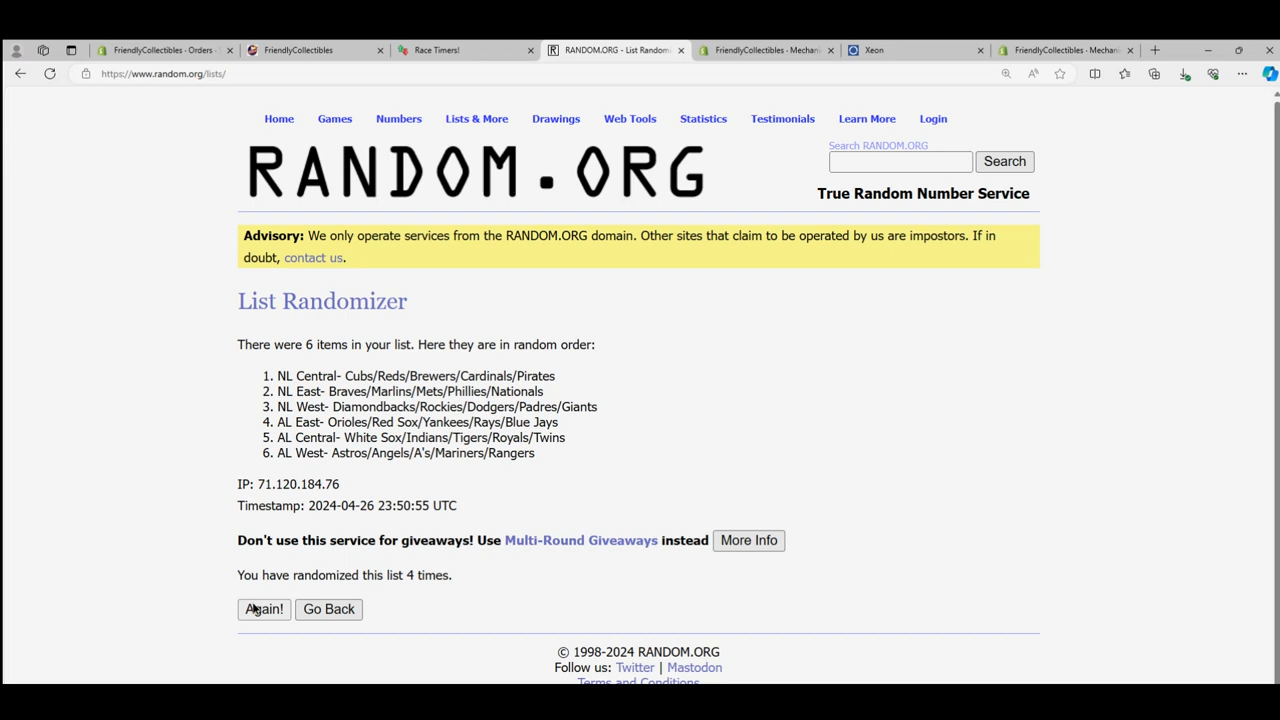 FriendlyCollectibles - Orders -
FriendlyCollectibles
Race Timers!
RANDOM.ORG - List Random
FriendlyCollectibles - Mechani
Xeon
FriendlyCollectibles - Mechani
https://www.random.org/lists/
Home Games Numbers Lists & More Drawings Web Tools Statistics Testimonials Learn More Login
RANDOM.ORG
Search RANDOM.ORG
Search
True Random Number Service
Advisory: We only operate services from the RANDOM.ORG domain. Other sites that claim to be operated by us are impostors. If in
doubt, contact us.
List Randomizer
There were 6 items in your list. Here they are in random order:
1. NL Central- Cubs/Reds/Brewers/Cardinals/Pirates
2. NL East- Braves/Marlins/Mets/Phillies/Nationals
3. NL West- Diamondbacks/Rockies/Dodgers/Padres/Giants
4. AL East- Orioles/Red Sox/Yankees/Rays/Blue Jays
5. AL Central- White Sox/Indians/Tigers/Royals/Twins
6. AL West- Astros/Angels/A's/Mariners/Rangers
IP: 71.120.184.76
Timestamp: 2024-04-26 23:50:55 UTC
Don't use this service for giveaways! Use Multi-Round Giveaways instead More Info
You have randomized this list 4 times.
Again! Go Back
© 1998-2024 RANDOM.ORG
Follow us: Twitter | Mastodon
Terms and Conditions